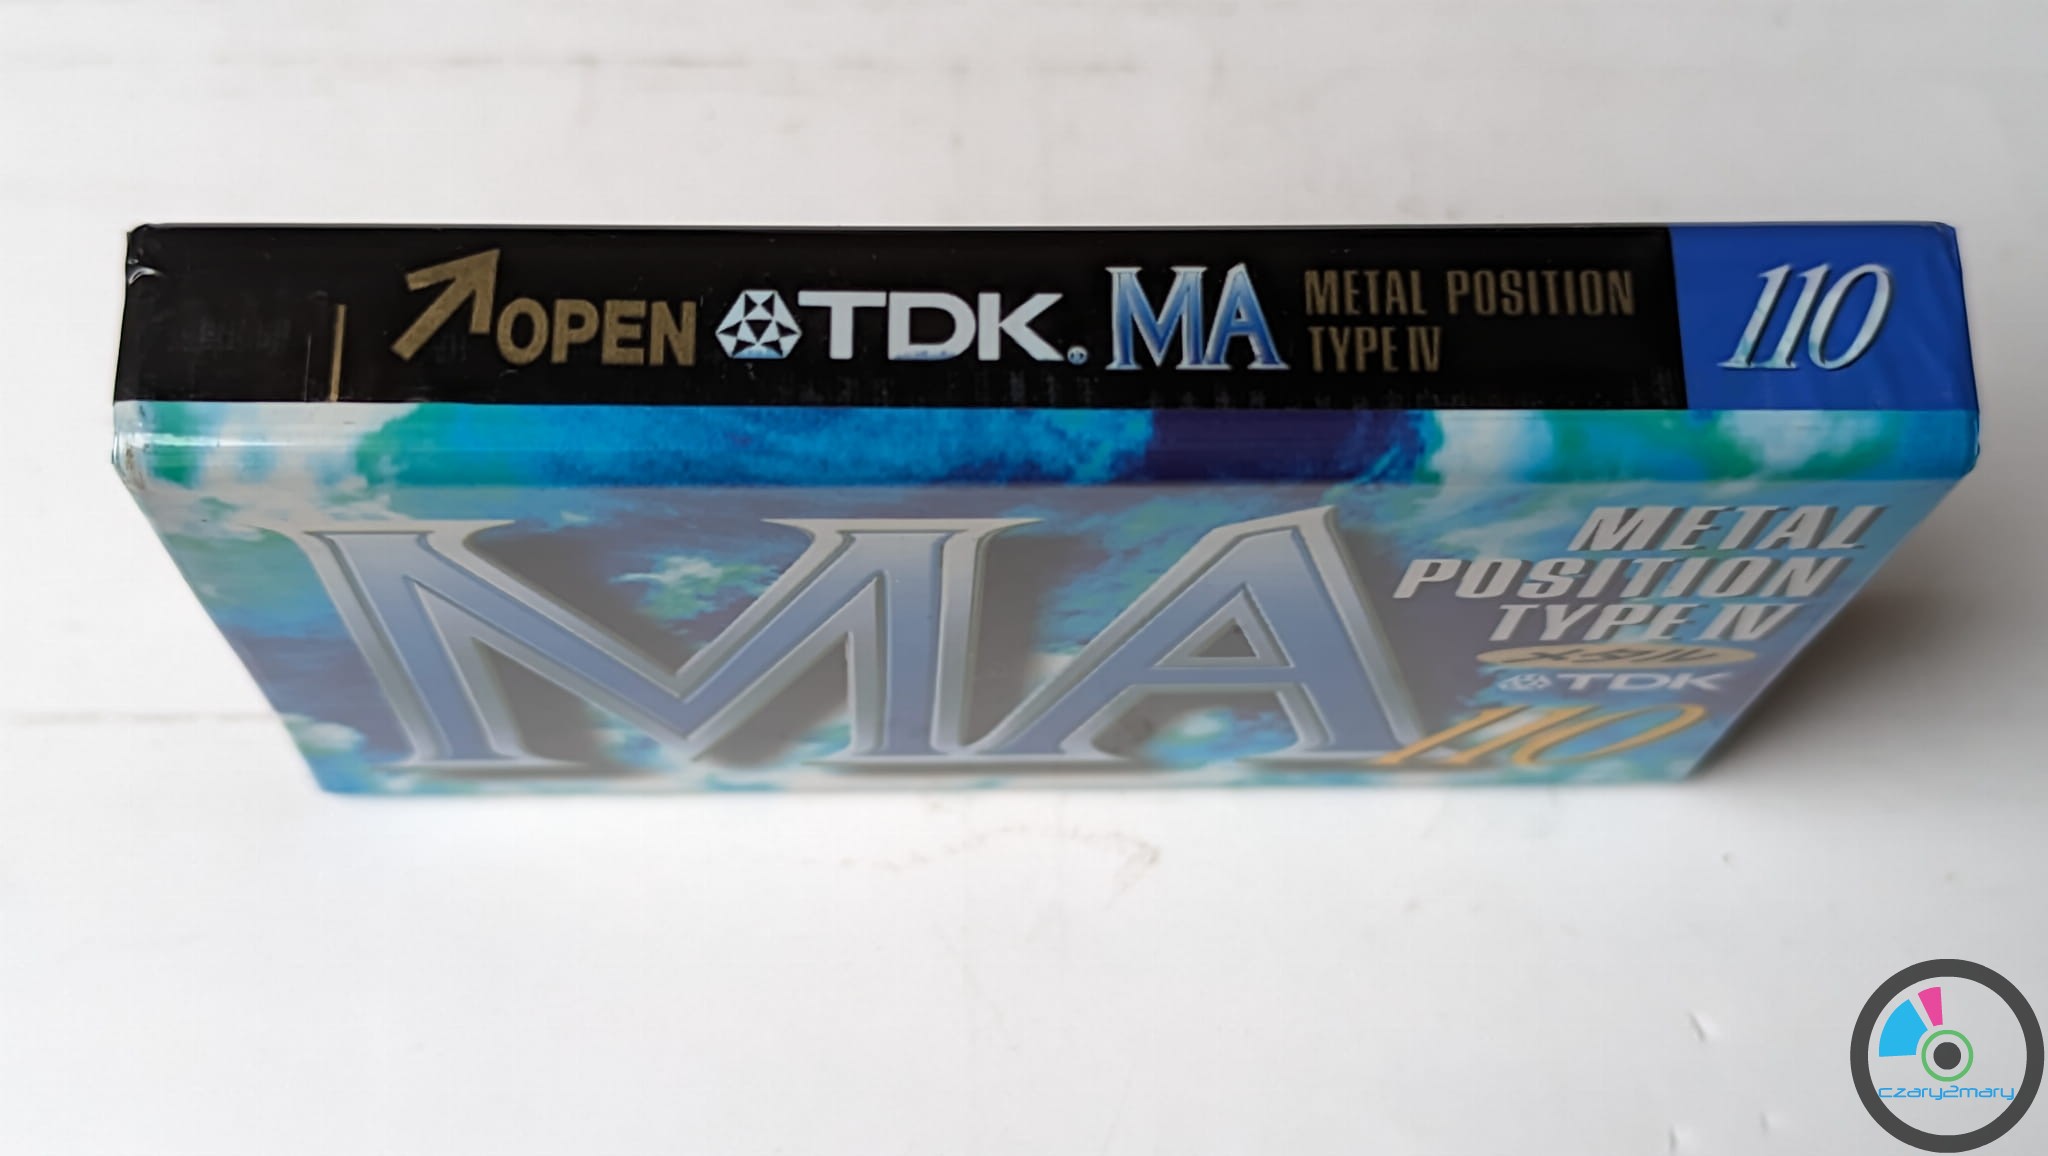 OPEN TDK. MA METAL POSITION
TYPE IV
110
MA
METAL
POSITION
TYPE IV
TDK
110
czary2mary